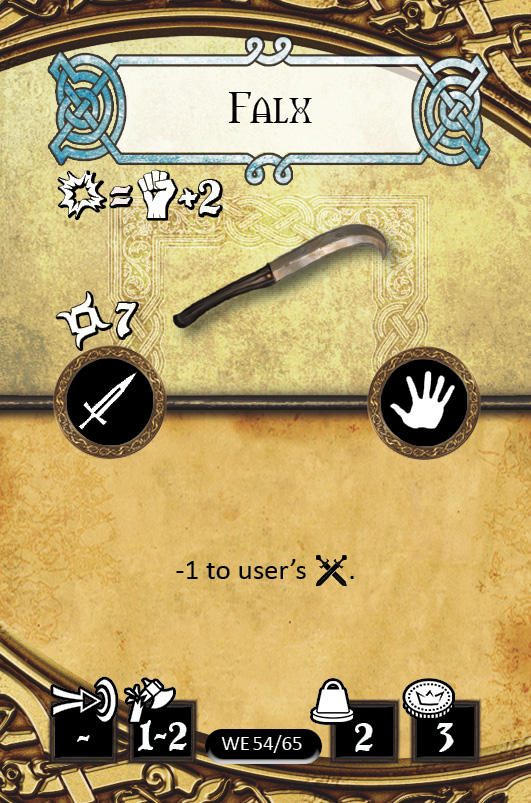 Falx
= +2
7
-1 to user's .
-
1-2
WE 54/65
2
3